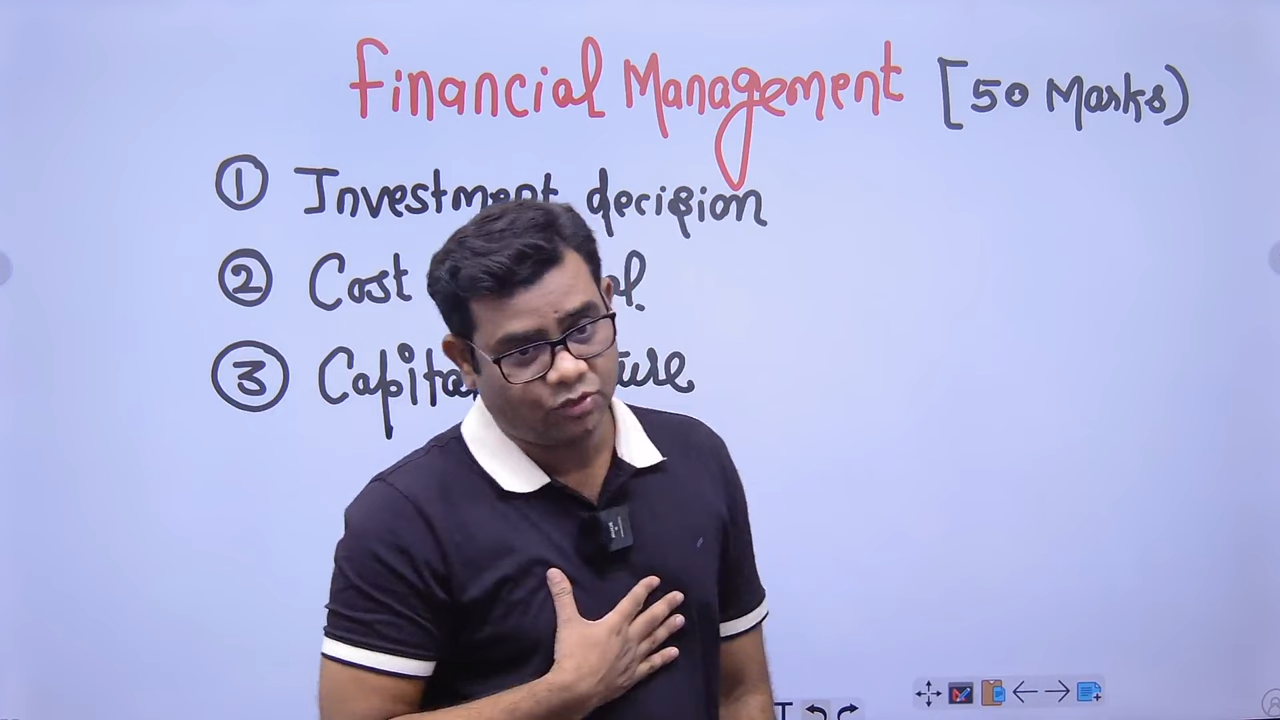 Financial Management [50 Marks)
① Investment decision
② Cost
③